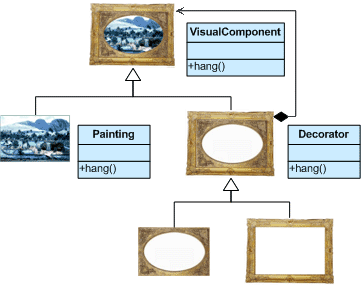 VisualComponent
+hang()
Painting
+hang()
Decorator
+hang()